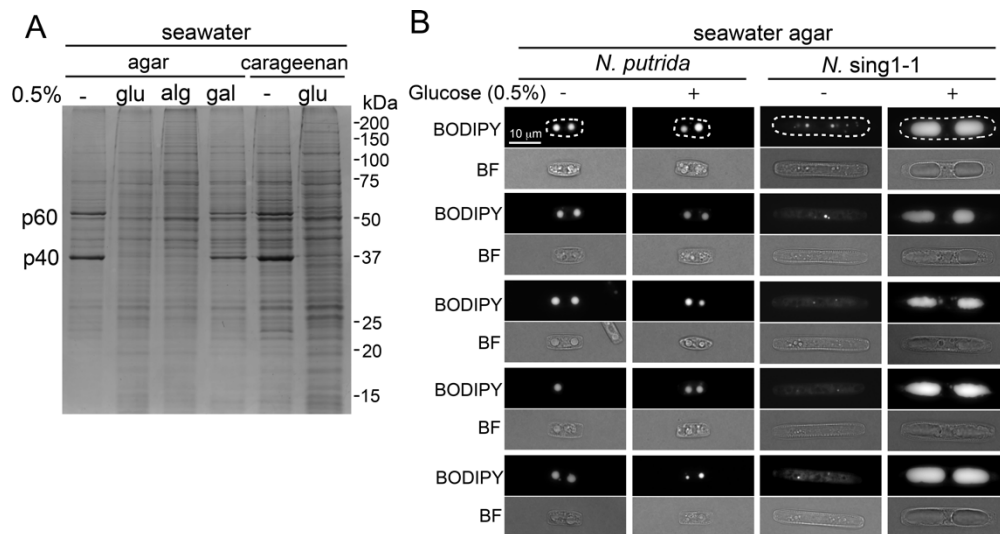 A
seawater
agar carageenan
0.5% - glu alg gal - glu
kDa
-200
-150
-100
-75
p60
-50
p40
-37
-25
-20
-15
B
seawater agar
N. putrida N. sing1-1
Glucose (0.5%) - + - +
BODIPY
10 μm
BF
BODIPY
BF
BODIPY
BF
BODIPY
BF
BODIPY
BF